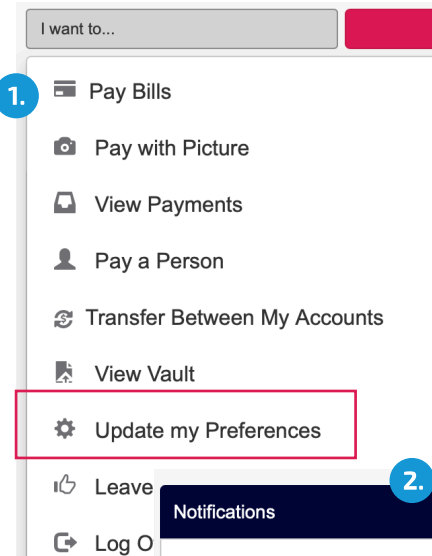 I want to...
1.
Pay Bills
Pay with Picture
View Payments
Pay a Person
Transfer Between My Accounts
View Vault
Update my Preferences
Leave
2.
Notifications
Log O